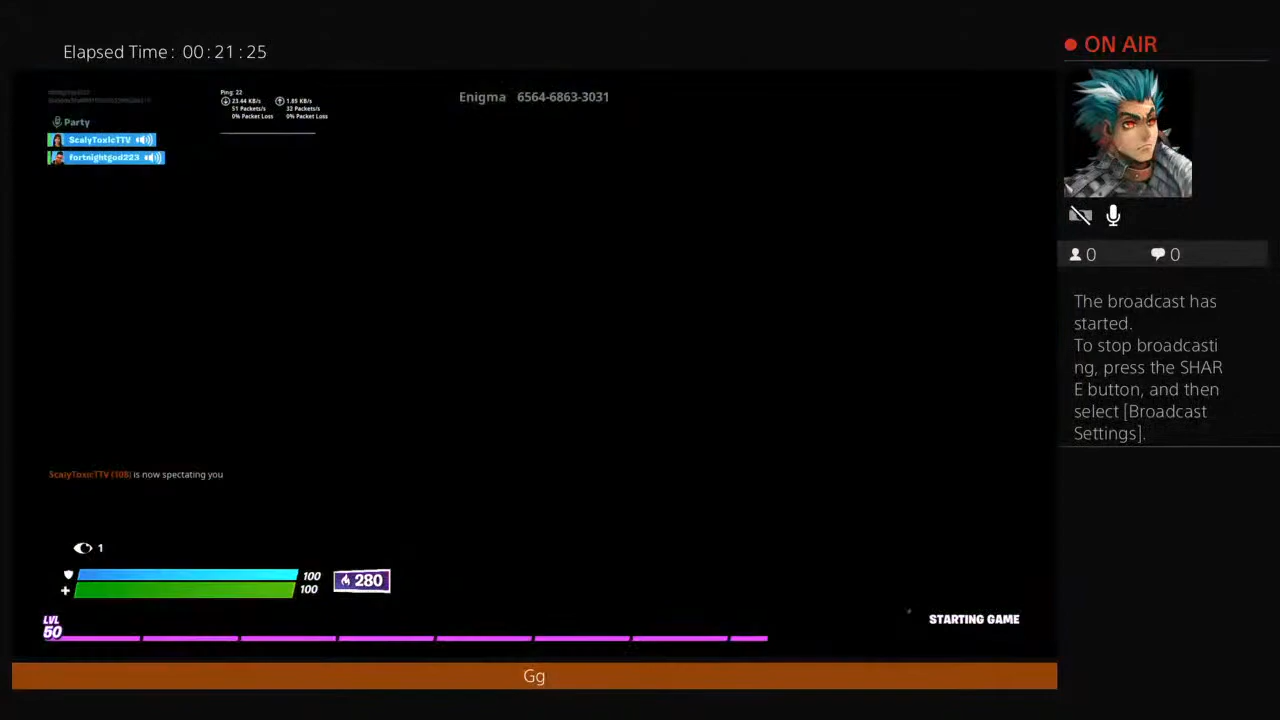 Elapsed Time: 00:21:25
ON AIR
Ping: 22
23.44 KB/s 1.85 KB/s
51 Packets/s 32 Packets/s
0% Packet Loss 0% Packet Loss
Enigma 6564-6863-3031
Party
ScalyToxicTTV
fortnightgod223
0 0
The broadcast has
started.
To stop broadcasti
ng, press the SHAR
E button, and then
select [Broadcast
Settings].
ScalyToxicTTV (108) is now spectating you
1
100
100
280
LVL
50
STARTING GAME
Gg